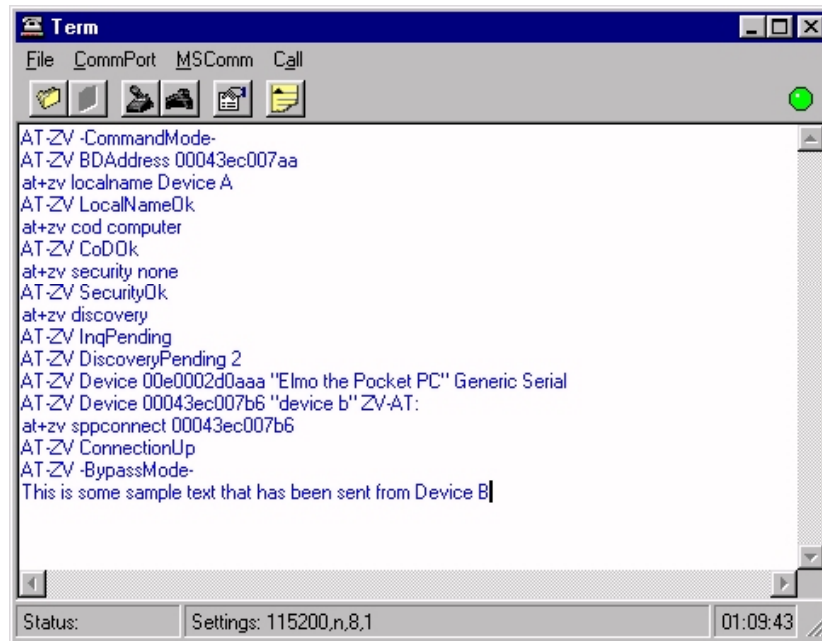 Term
File CommPort MSComm Call
AT-ZV -CommandMode-
AT-ZV BDAddress 00043ec007aa
at+zv localname Device A
AT-ZV LocalNameOk
at+zv cod computer
AT-ZV CoDOk
at+zv security none
AT-ZV SecurityOk
at+zv discovery
AT-ZV InqPending
AT-ZV DiscoveryPending 2
AT-ZV Device 00e0002d0aaa "Elmo the Pocket PC" Generic Serial
AT-ZV Device 00043ec007b6 "device b" ZV-AT:
at+zv sppconnect 00043ec007b6
AT-ZV ConnectionUp
AT-ZV -BypassMode-
This is some sample text that has been sent from Device B
Status: Settings: 115200,n,8,1 01:09:43